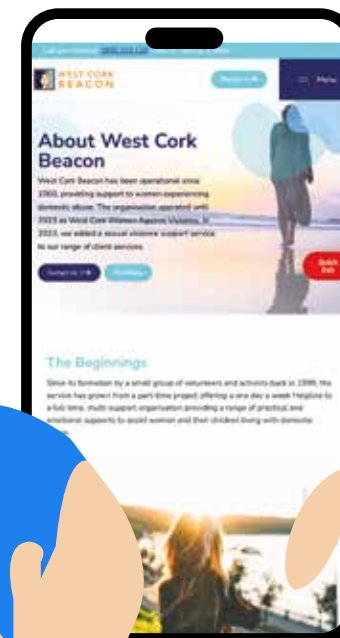 WEST CORK
BEACON
Menu
About West Cork
Beacon
West Cork Beacon has been operational since
providing support to women experiencing
domestic abuse. The organisation operated until
2023 as West Cork Women Against Violence. In
2023, we added a sexual violence support service
to our range of client services.
Contact Us
Quick
Exit
The Beginnings
Since its formation by a small group of volunteers and activists back in the
service has grown from a part-time project offering a one day a week Helpline to
a full-time, multi-support organisation providing a range of practical and
emotional supports to assist women and their children living with domestic